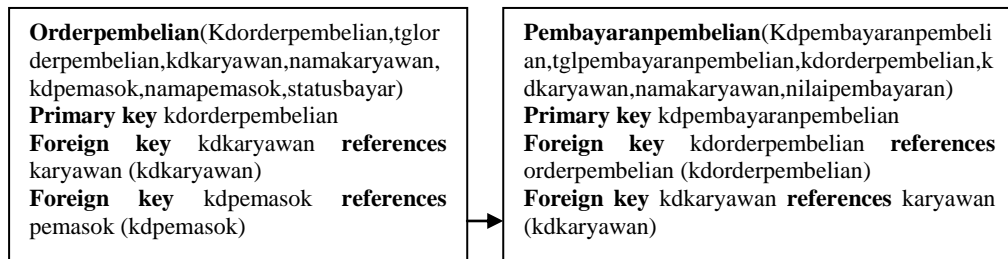 Orderpembelian(Kdorderpembelian,tglor
derpembelian,kdkaryawan,namakaryawan,
kdpemasok,namapemasok,statusbayar)
Primary key kdorderpembelian
Foreign key kdkaryawan references
karyawan (kdkaryawan)
Foreign key kdpemasok references
pemasok (kdpemasok)
Pembayaranpembelian(Kdpembayaranpembeli
an,tglpembayaranpembelian,kdorderpembelian,k
dkaryawan,namakaryawan,nilaipembayaran)
Primary key kdpembayaranpembelian
Foreign key kdorderpembelian references
orderpembelian (kdorderpembelian)
Foreign key kdkaryawan references karyawan
(kdkaryawan)